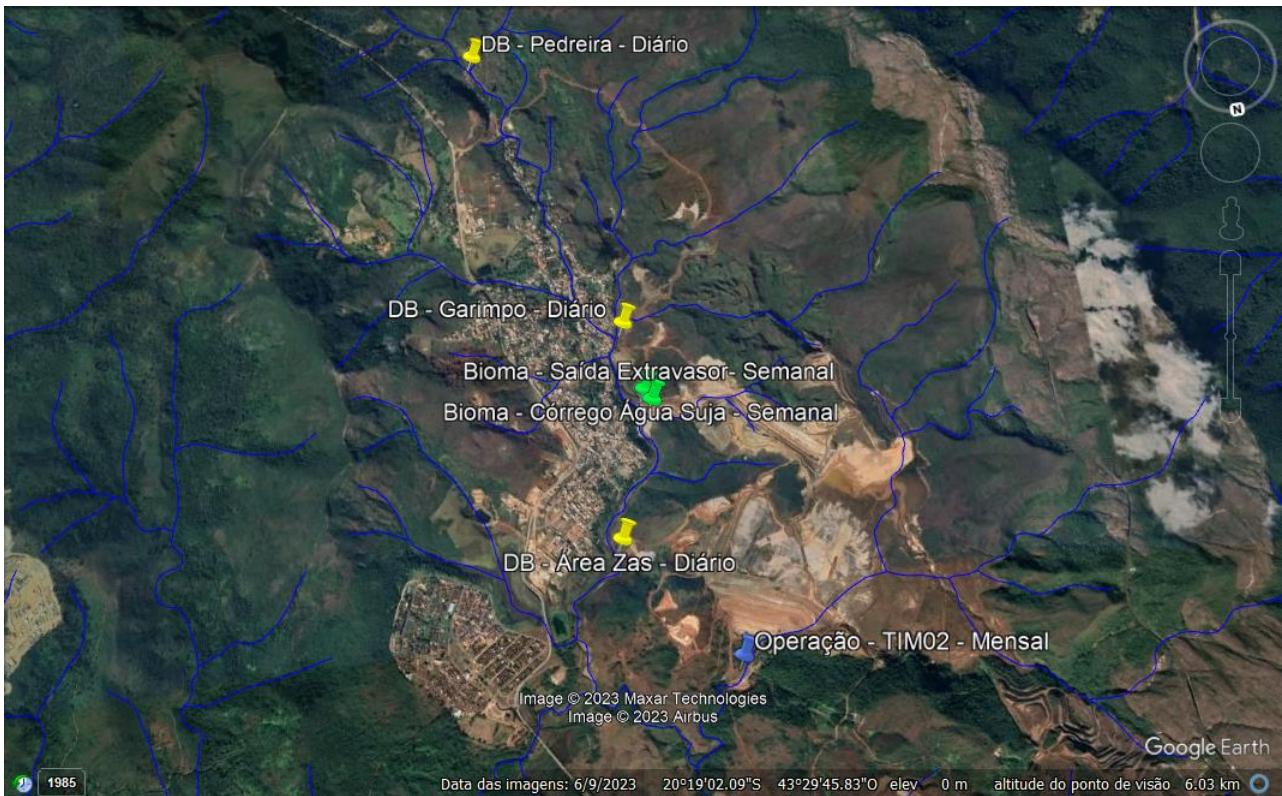 DB - Pedreira - Diário
N
DB - Garimpo - Diário
Bioma - Saída Extravasor- Semanal
Bioma - Córrego Água Suja - Semanal
DB - Área Zas - Diário
Operação - TIM02 - Mensal
Image © 2023 Maxar Technologies
Image © 2023 Airbus
Google Earth
1985
Data das imagens: 6/9/2023 20°19'02.09"S 43°29'45.83"O elev 0 m altitude do ponto de visão 6.03 km